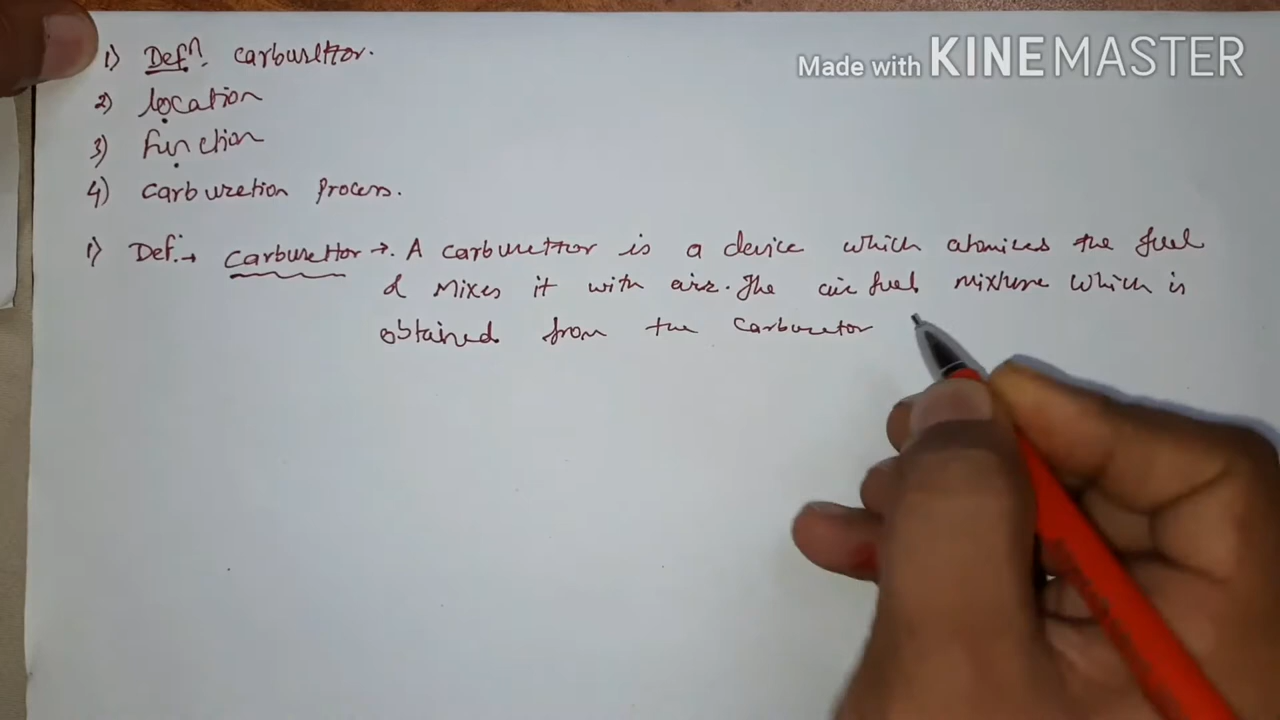 1) Defn. carburettor.
Made with KINEMASTER
2) location
3) function
4) carburetion process.
1) Def:→ carburettor →. A carburettor is a device which atomizes the fuel
& mixes it with air. The air fuel mixture which is
obtained from the carburetor